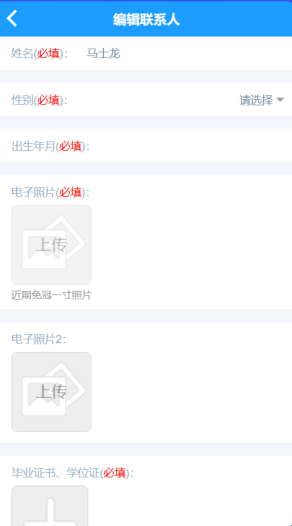 编辑联系人
姓名(必填): 马士龙
性别(必填): 请选择
出生年月(必填):
电子照片(必填):
上传
近期免冠一寸照片
电子照片2:
上传
毕业证书、学位证(必填):